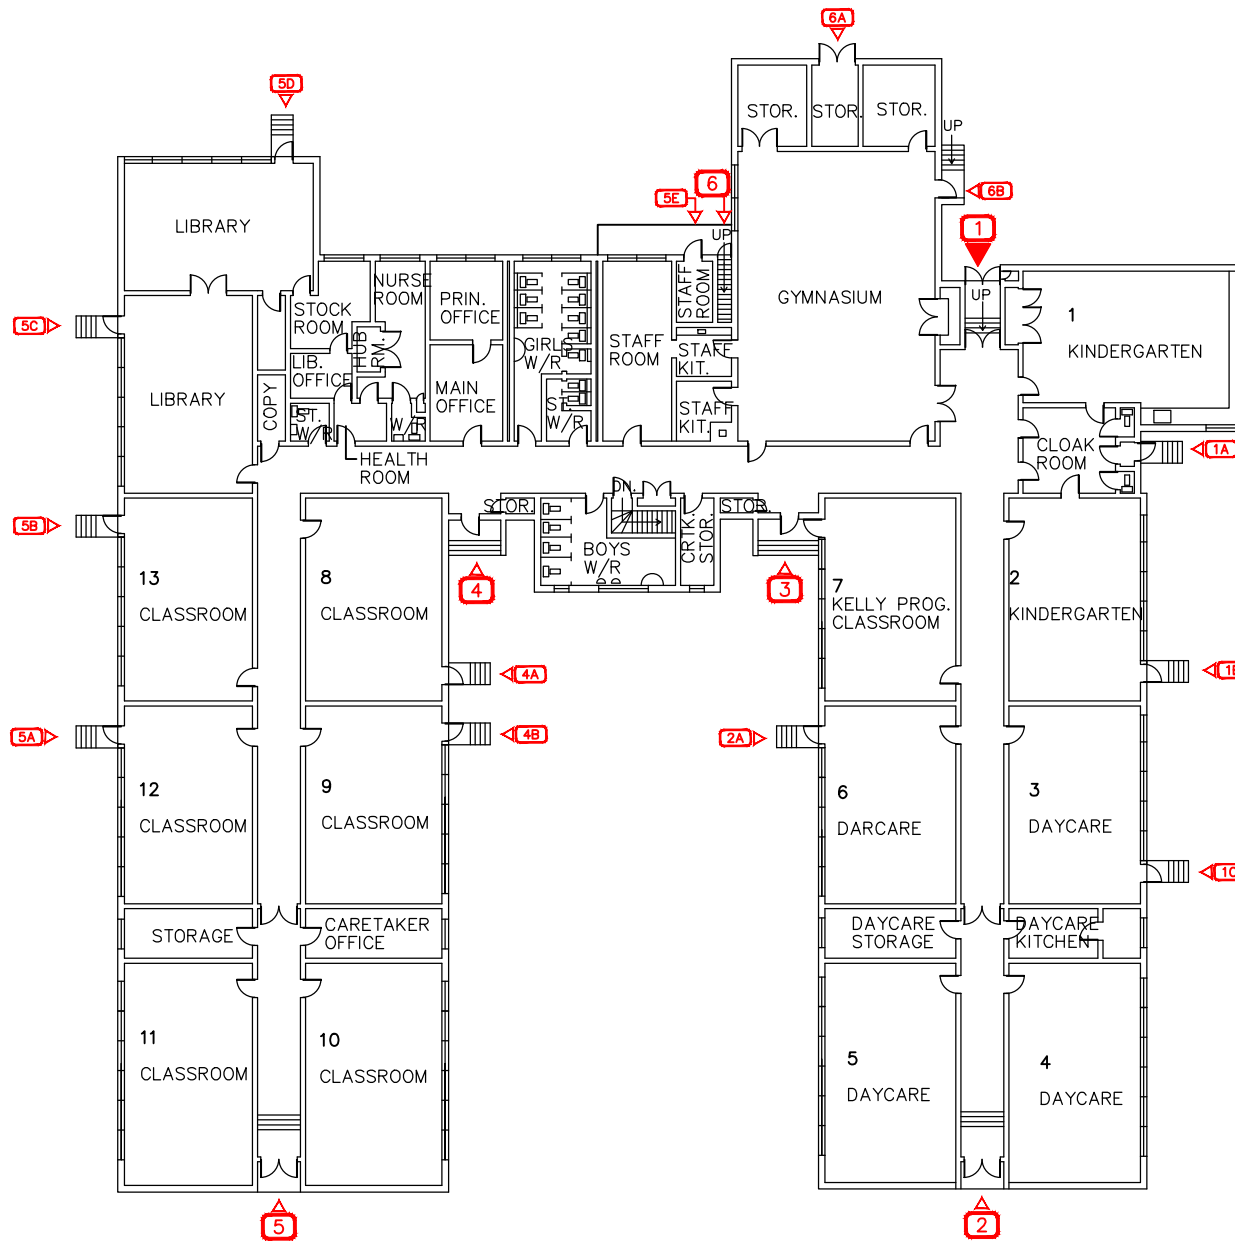 6A
5D
STOR.
STOR.
STOR.
UP
6
5E
6B
LIBRARY
1
UP
NURSE
ROOM
STAFF
ROOM
PRIN.
OFFICE
STOCK
ROOM
GYMNASIUM
UP
1
KINDERGARTEN
5C
HUB
RM.
GIRLS
W/R
STAFF
ROOM
STAFF
KIT.
LIB.
OFFICE
MAIN
OFFICE
LIBRARY
COPY
ST.
W/R
W/R
ST.
W/R
STAFF
KIT.
CLOAK
ROOM
1A
HEALTH
ROOM
DN.
STOR.
STOR.
5B
CRTK.
STOR.
BOYS
W/R
4
3
13
CLASSROOM
8
CLASSROOM
7
KELLY PROG.
CLASSROOM
2
KINDERGARTEN
4A
5A
4B
2A
12
CLASSROOM
9
CLASSROOM
6
DARCARE
3
DAYCARE
STORAGE
CARETAKER
OFFICE
DAYCARE
STORAGE
DAYCARE
KITCHEN
11
CLASSROOM
10
CLASSROOM
5
DAYCARE
4
DAYCARE
5
2